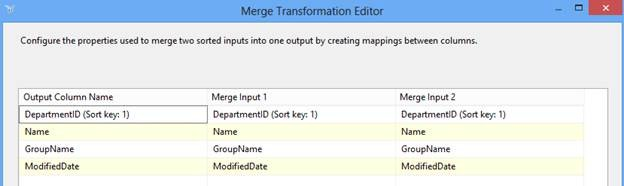 Merge Transformation Editor
Configure the properties used to merge two sorted inputs into one output by creating mappings between columns.
Output Column Name Merge Input 1 Merge Input 2
DepartmentID (Sort key: 1) DepartmentID (Sort key: 1) DepartmentID (Sort key: 1)
Name Name Name
GroupName GroupName GroupName
ModifiedDate ModifiedDate ModifiedDate